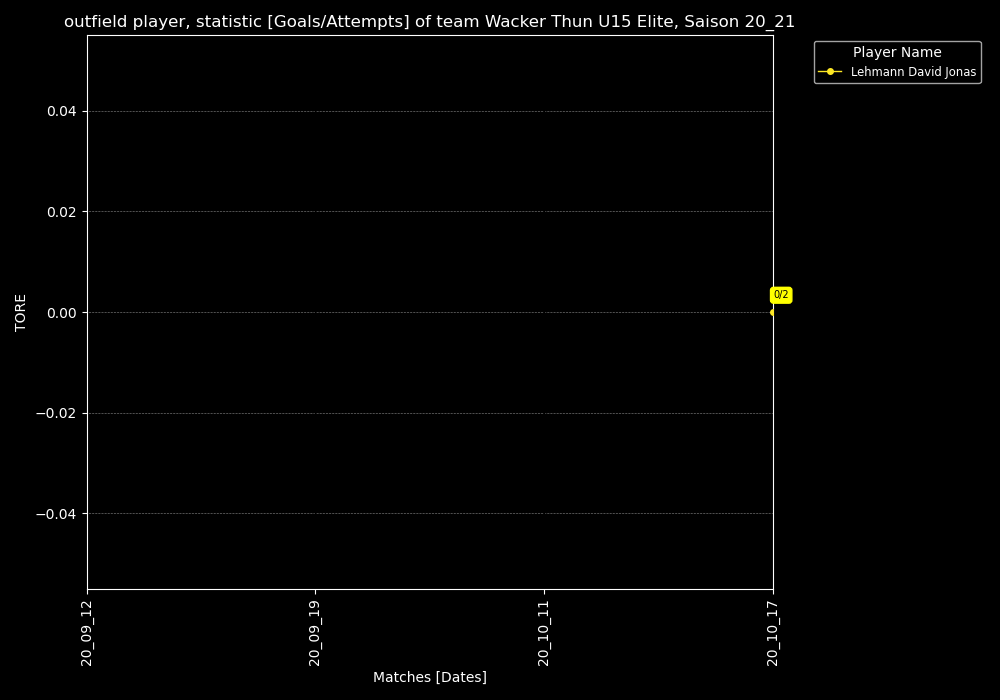 outfield player, statistic [Goals/Attempts] of team Wacker Thun U15 Elite, Saison 20_21
Player Name
Lehmann David Jonas
0.04
0.02
0/2
0.00
−0.02
−0.04
TORE
20_09_12
20_09_19
20_10_11
20_10_17
Matches [Dates]